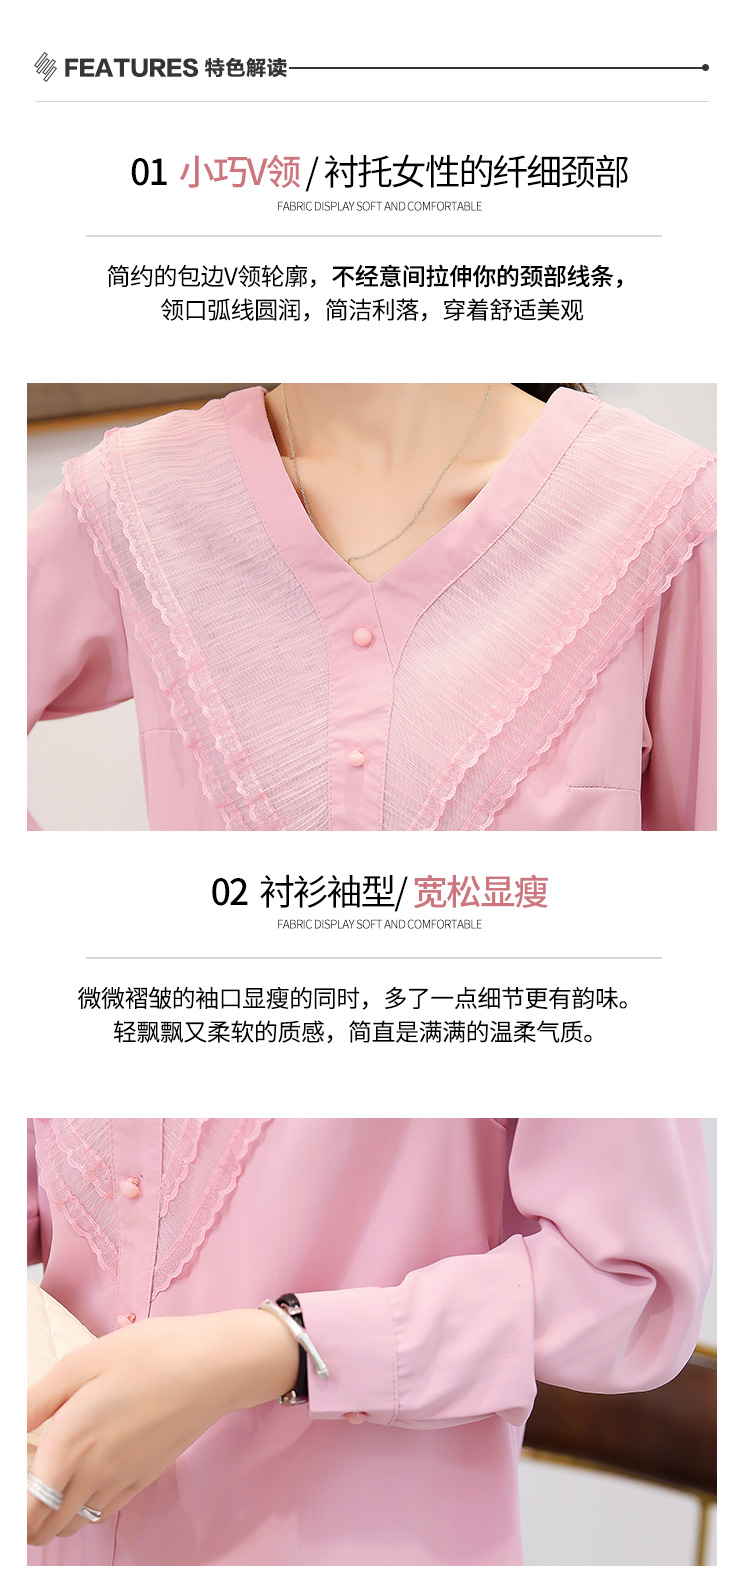 FEATURES 特色解读
01 小巧V领/衬托女性的纤细颈部
FABRIC DISPLAY SOFT AND COMFORTABLE
简约的包边V领轮廓，不经意间拉伸你的颈部线条，
领口弧线圆润，简洁利落，穿着舒适美观
02 衬衫袖型/宽松显瘦
FABRIC DISPLAY SOFT AND COMFORTABLE
微微褶皱的袖口显瘦的同时，多了一点细节更有韵味。
轻飘飘又柔软的质感，简直是满满的温柔气质。